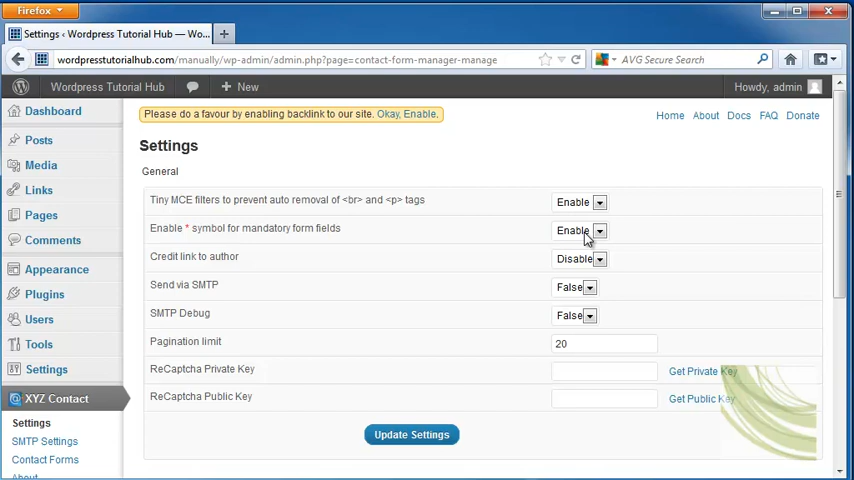 Firefox
Settings ‹ Wordpress Tutorial Hub — Wo...
wordpresstutorialhub.com/manually/wp-admin/admin.php?page=contact-form-manager-manage
AVG Secure Search
Wordpress Tutorial Hub
+ New
Howdy, admin
Dashboard
Posts
Media
Links
Pages
Comments
Appearance
Plugins
Users
Tools
Settings
XYZ Contact
Settings
SMTP Settings
Contact Forms
About
Please do a favour by enabling backlink to our site. Okay, Enable.
Home About Docs FAQ Donate
Settings
General
Tiny MCE filters to prevent auto removal of <br> and <p> tags Enable
Enable * symbol for mandatory form fields Enable
Credit link to author Disable
Send via SMTP False
SMTP Debug False
Pagination limit 20
ReCaptcha Private Key Get Private Key
ReCaptcha Public Key Get Public Key
Update Settings